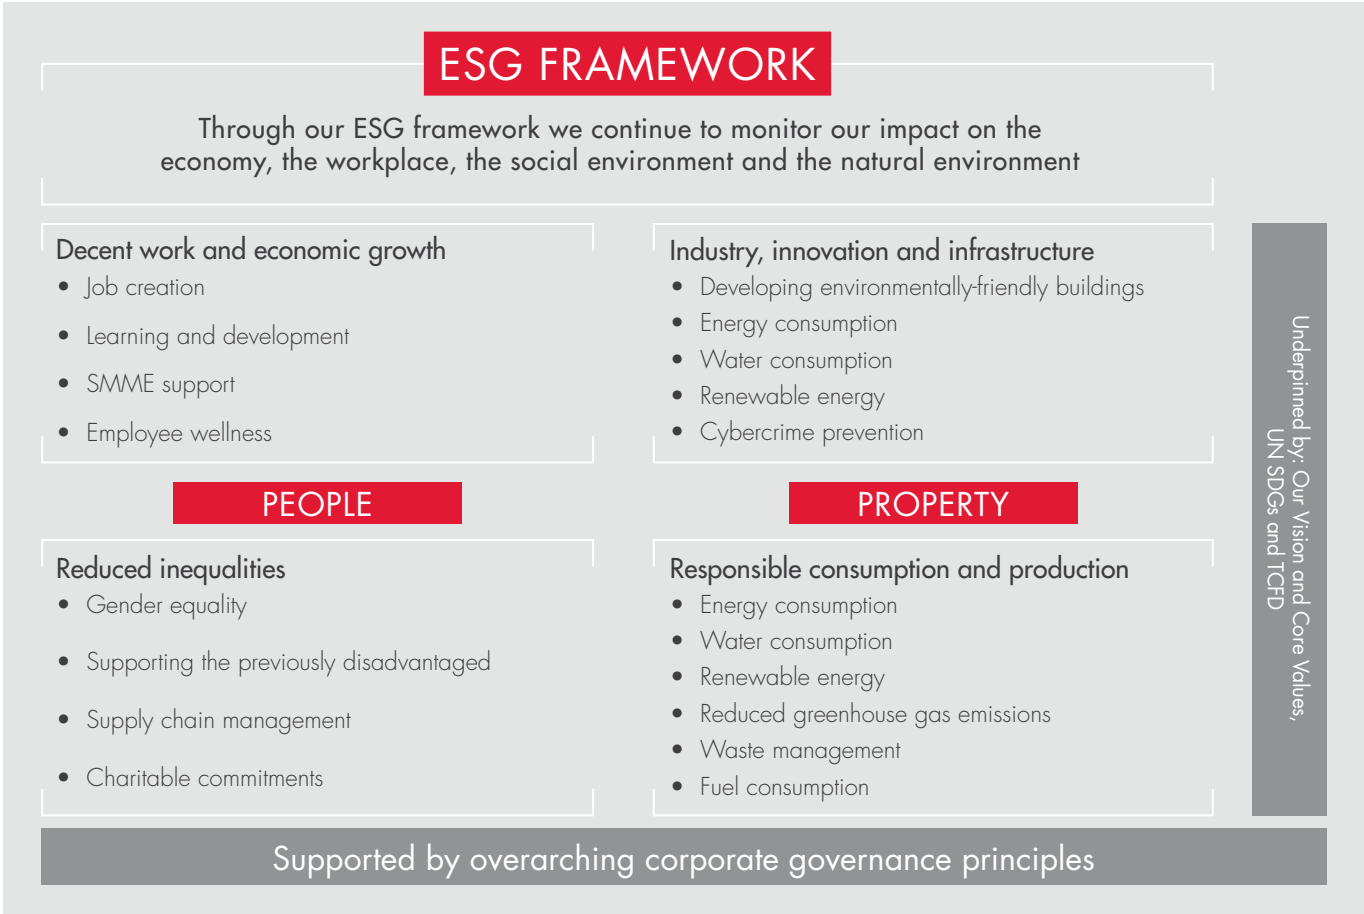 ESG FRAMEWORK
Through our ESG framework we continue to monitor our impact on the
economy, the workplace, the social environment and the natural environment
Decent work and economic growth
• Job creation
• Learning and development
• SMME support
• Employee wellness
PEOPLE
Reduced inequalities
• Gender equality
• Supporting the previously disadvantaged
• Supply chain management
• Charitable commitments
Industry, innovation and infrastructure
• Developing environmentally-friendly buildings
• Energy consumption
• Water consumption
• Renewable energy
• Cybercrime prevention
PROPERTY
Responsible consumption and production
• Energy consumption
• Water consumption
• Renewable energy
• Reduced greenhouse gas emissions
• Waste management
• Fuel consumption
Underpinned by: Our Vision and Core Values,
UN SDGs and TCFD
Supported by overarching corporate governance principles